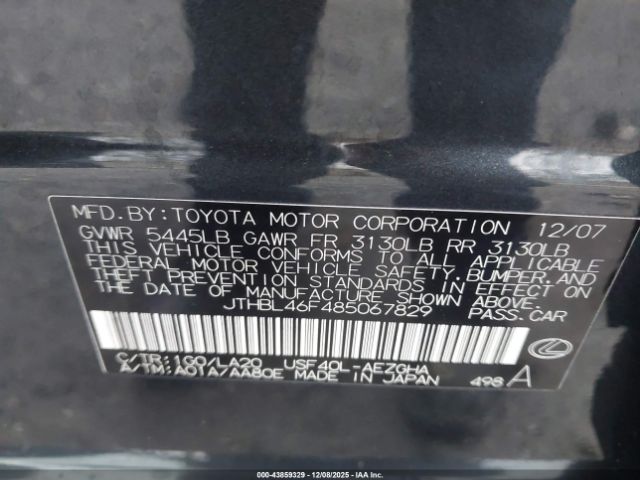 MFD. BY: TOYOTA MOTOR CORPORATION 12/07
GVWR 5445LB GAWR FR 3130LB RR 3130LB
THIS VEHICLE CONFORMS TO ALL APPLICABLE
FEDERAL MOTOR VEHICLE SAFETY, BUMPER, AND
THEFT PREVENTION STANDARDS IN EFFECT ON
THE DATE OF MANUFACTURE SHOWN ABOVE.
JTHBL46F485067829 PASS.CAR
C/TR:1G0/LA20 USF40L-AEZGHA
A/TM:A01A/AA80E MADE IN JAPAN 498 A
000-43859329 - 12/08/2025 - IAAI.com